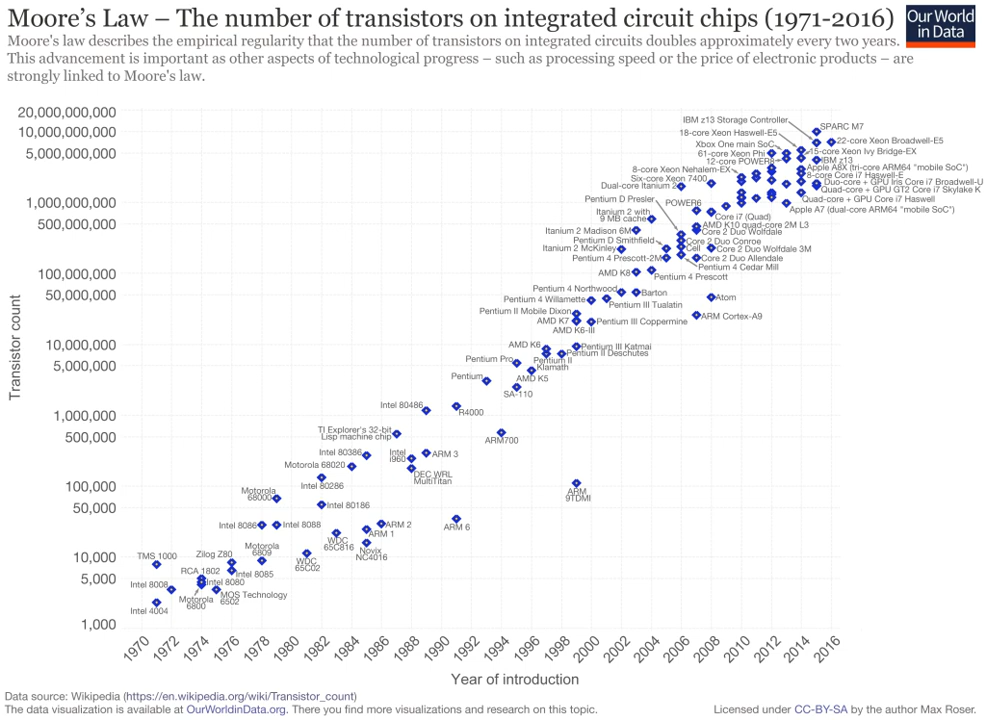 Moore's Law – The number of transistors on integrated circuit chips (1971-2016)
Our World
in Data
Moore's law describes the empirical regularity that the number of transistors on integrated circuits doubles approximately every two years.
This advancement is important as other aspects of technological progress – such as processing speed or the price of electronic products – are
strongly linked to Moore's law.
Transistor count
20,000,000,000
10,000,000,000
5,000,000,000
1,000,000,000
500,000,000
100,000,000
50,000,000
10,000,000
5,000,000
1,000,000
500,000
100,000
50,000
10,000
5,000
1,000
IBM z13 Storage Controller
SPARC M7
18-core Xeon Haswell-E5
22-core Xeon Broadwell-E5
Xbox One main SoC
15-core Xeon Ivy Bridge-EX
61-core Xeon Phi
IBM z13
12-core POWER8
Apple A8X (tri-core ARM64 "mobile SoC")
8-core Xeon Nehalem-EX
8-core Core i7 Haswell-E
Six-core Xeon 7400
Duo-core + GPU Iris Core i7 Broadwell-U
Dual-core Itanium 2
Quad-core + GPU GT2 Core i7 Skylake K
Pentium D Presler
POWER6
Quad-core + GPU Core i7 Haswell
Apple A7 (dual-core ARM64 "mobile SoC")
Itanium 2 with
9 MB cache
Core i7 (Quad)
AMD K10 quad-core 2M L3
Itanium 2 Madison 6M
Core 2 Duo Wolfdale
Pentium D Smithfield
Core 2 Duo Conroe
Itanium 2 McKinley
Cell
Core 2 Duo Wolfdale 3M
Pentium 4 Prescott-2M
Core 2 Duo Allendale
Pentium 4 Cedar Mill
AMD K8
Pentium 4 Prescott
Pentium 4 Northwood
Barton
Atom
Pentium 4 Willamette
Pentium III Tualatin
Pentium II Mobile Dixon
ARM Cortex-A9
AMD K7
Pentium III Coppermine
AMD K6-III
AMD K6
Pentium III Katmai
Pentium II Deschutes
Pentium Pro
Pentium II
Klamath
Pentium
AMD K5
SA-110
Intel 80486
R4000
TI Explorer's 32-bit
Lisp machine chip
ARM700
Intel 80386
Intel
i960
ARM 3
Motorola 68020
DEC WRL
MultiTitan
Intel 80286
ARM
9TDMI
Motorola
68000
Intel 80186
Intel 8086
Intel 8088
ARM 2
ARM 6
ARM 1
WDC
65C816
Novix
NC4016
Motorola
6809
WDC
65C02
TMS 1000
Zilog Z80
RCA 1802
Intel 8085
Intel 8008
Intel 8080
MOS Technology
6502
Motorola
6800
Intel 4004
1970
1972
1974
1976
1978
1980
1982
1984
1986
1988
1990
1992
1994
1996
1998
2000
2002
2004
2006
2008
2010
2012
2014
2016
Year of introduction
Data source: Wikipedia (https://en.wikipedia.org/wiki/Transistor_count)
The data visualization is available at OurWorldinData.org. There you find more visualizations and research on this topic.
Licensed under CC-BY-SA by the author Max Roser.